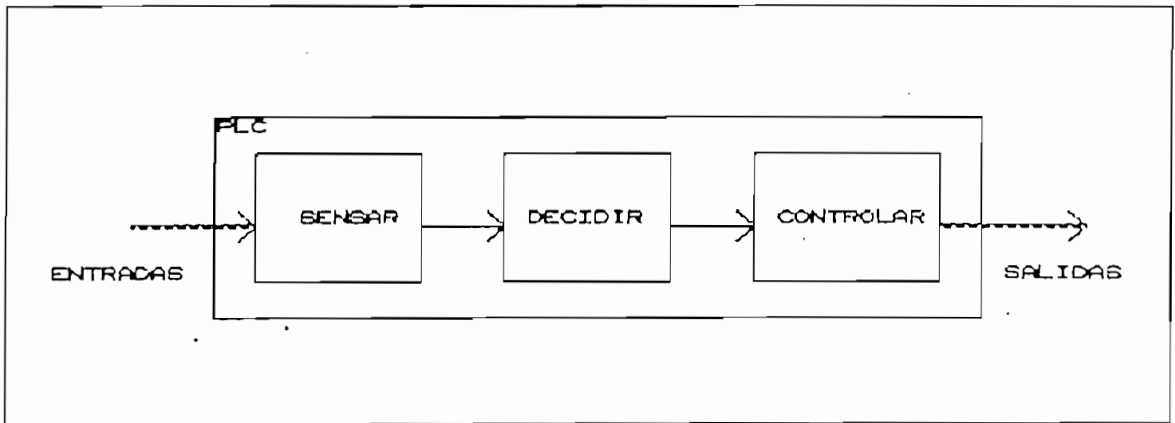 PLC
SENSAR
DECIDIR
CONTROLAR
ENTRADAS
SALIDAS